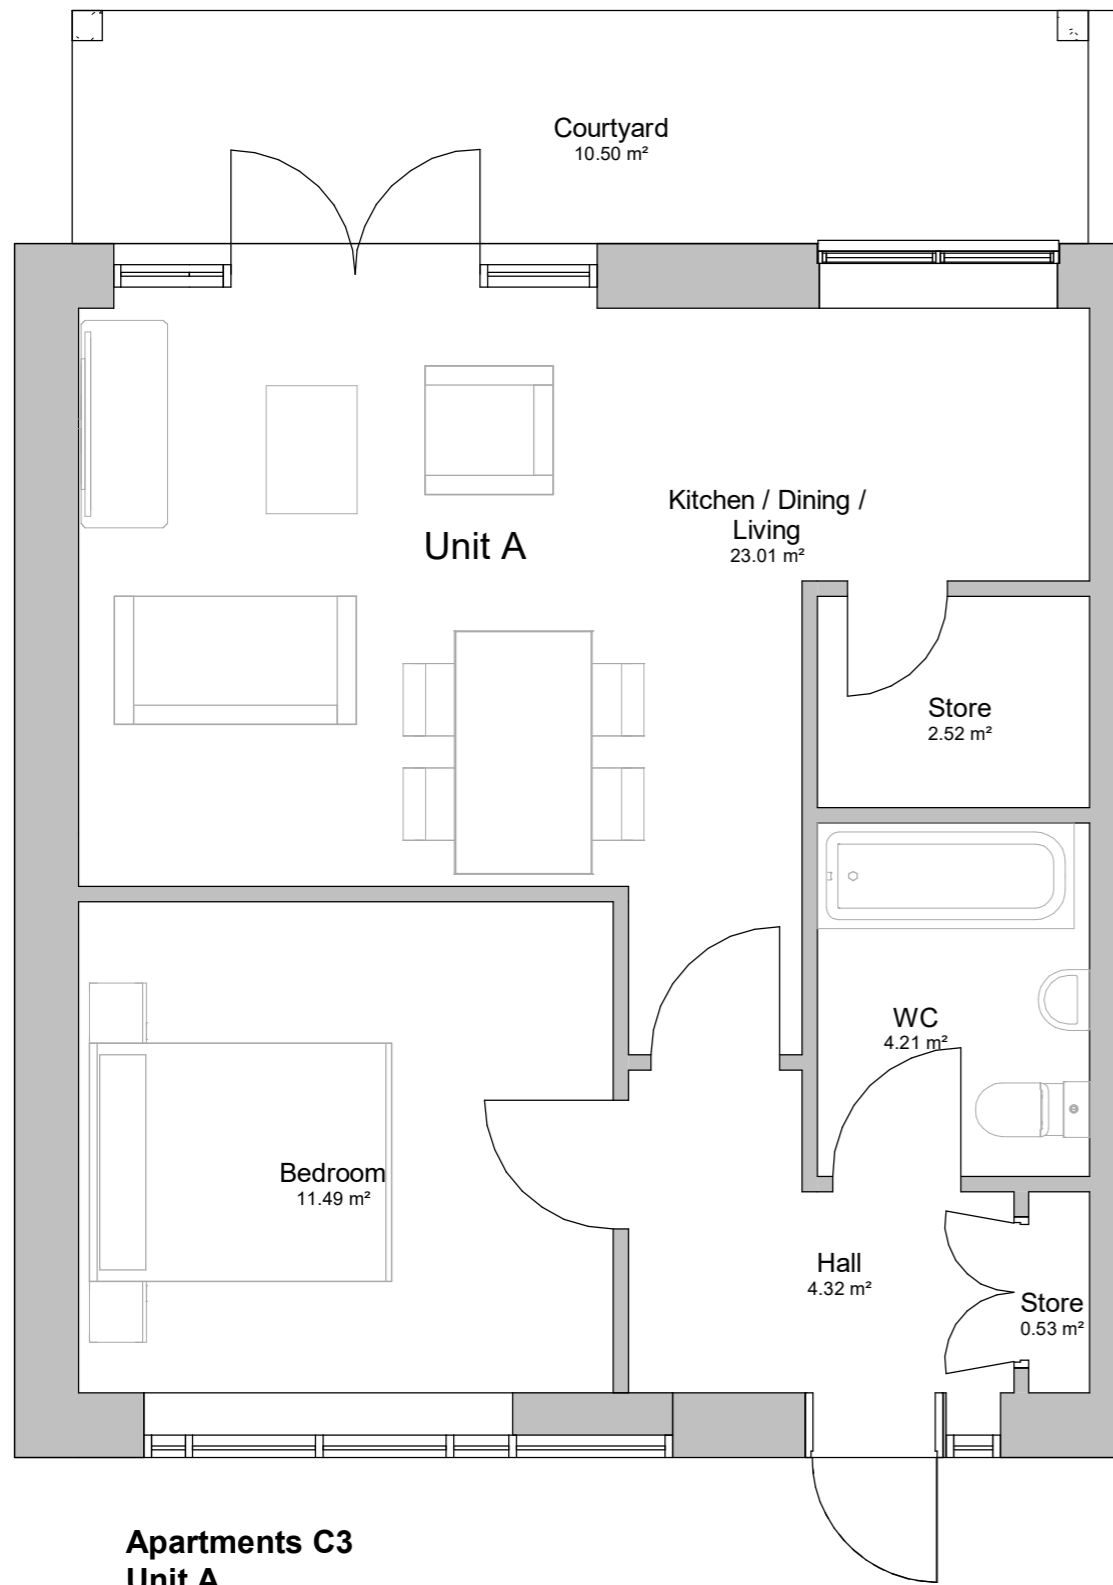 Courtyard
10.50 m²
Kitchen / Dining /
Living
23.01 m²
Unit A
Store
2.52 m²
WC
4.21 m²
Bedroom
11.49 m²
Hall
4.32 m²
Store
0.53 m²
Apartments C3
Unit A